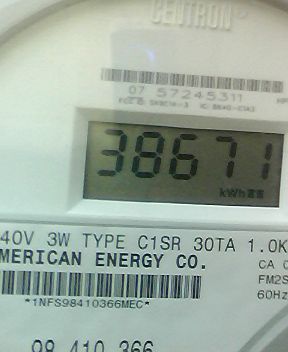 CENTRON
07 57245311
38671
kWh
40V 3W TYPE C1SR 30TA 1.0K
MERICAN ENERGY CO.
CA 0
FM2S
60Hz
*1NFS98410366MEC*
98 410 366